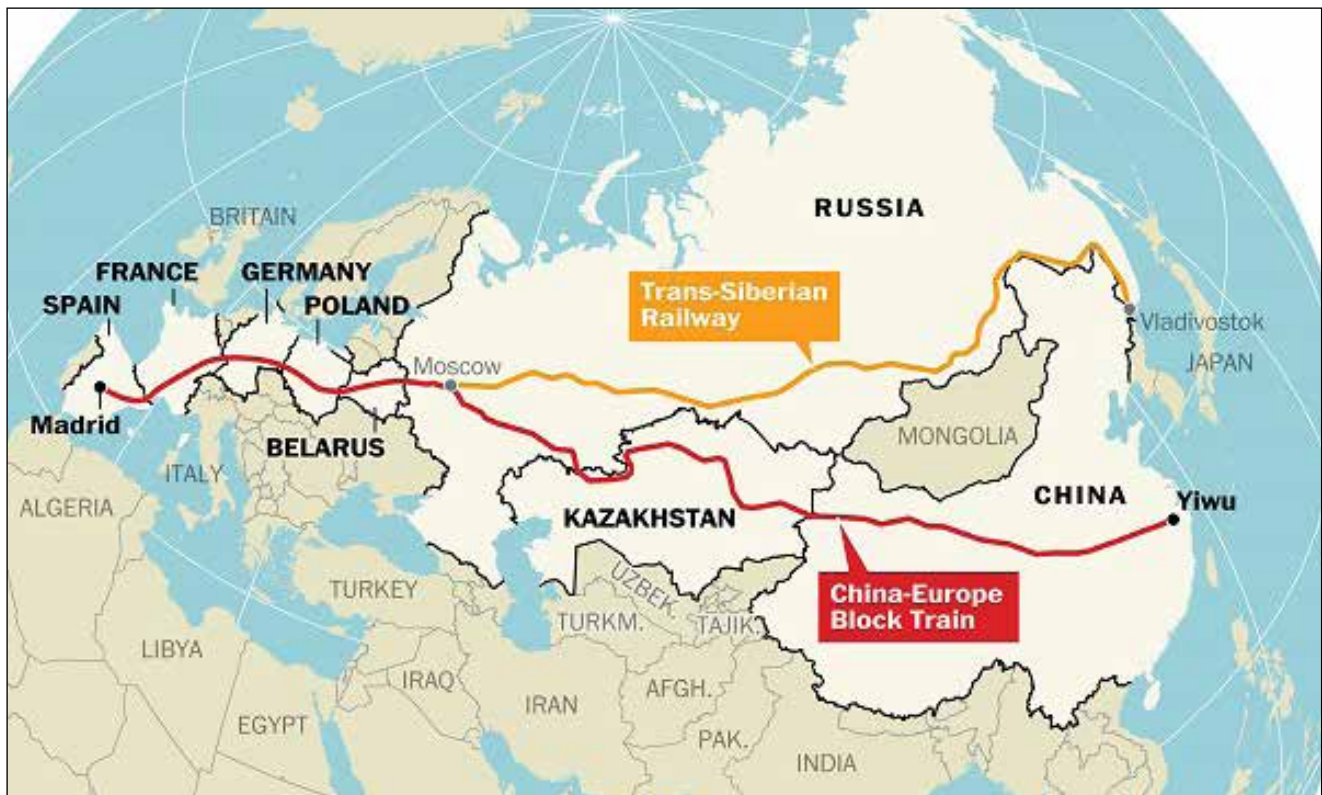 BRITAIN
RUSSIA
FRANCE
GERMANY
SPAIN
POLAND
Trans-Siberian
Railway
Vladivostok
Moscow
JAPAN
Madrid
MONGOLIA
BELARUS
ITALY
ALGERIA
KAZAKHSTAN
CHINA
Yiwu
UZBEK.
TURKEY
China-Europe
Block Train
TURKM.
TAJIK.
LIBYA
IRAQ
IRAN
AFGH.
EGYPT
PAK.
INDIA